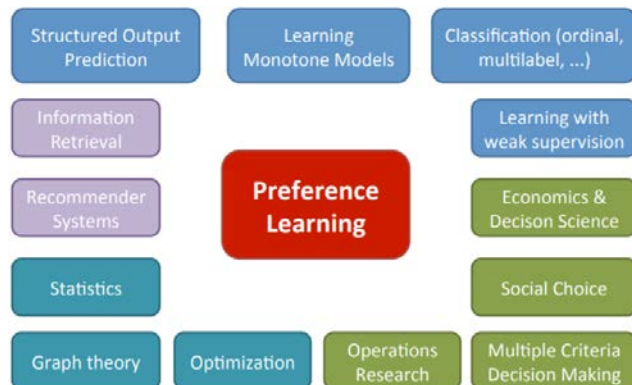 Structured Output
Prediction
Learning
Monotone Models
Classification (ordinal,
multilabel, ...)
Information
Retrieval
Learning with
weak supervision
Preference
Learning
Recommender
Systems
Economics &
Decison Science
Statistics
Social Choice
Graph theory
Optimization
Operations
Research
Multiple Criteria
Decision Making